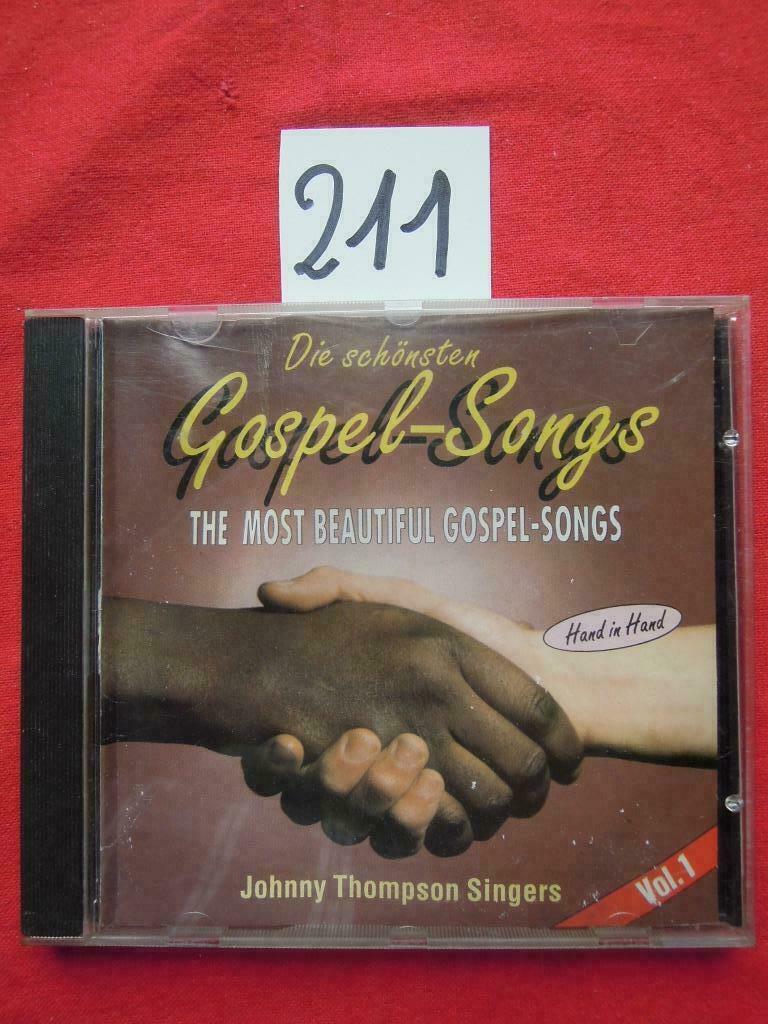 211
Die schönsten
Gospel-Songs
THE MOST BEAUTIFUL GOSPEL-SONGS
Hand in Hand
Johnny Thompson Singers
Vol.1